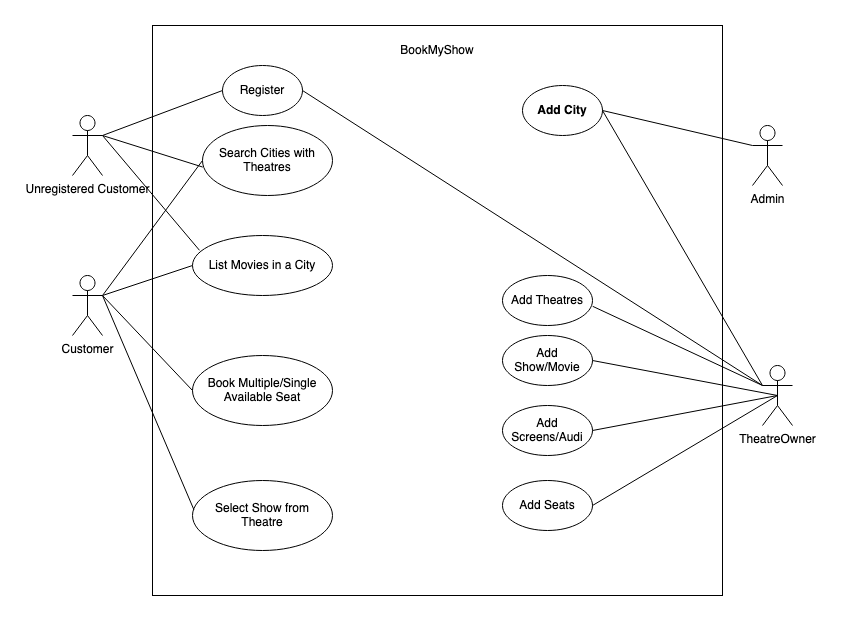 BookMyShow
Register
Add City
Search Cities with
Theatres
Unregistered Customer
Admin
List Movies in a City
Add Theatres
Customer
Add
Show/Movie
Book Multiple/Single
Available Seat
Add
Screens/Audi
TheatreOwner
Add Seats
Select Show from
Theatre